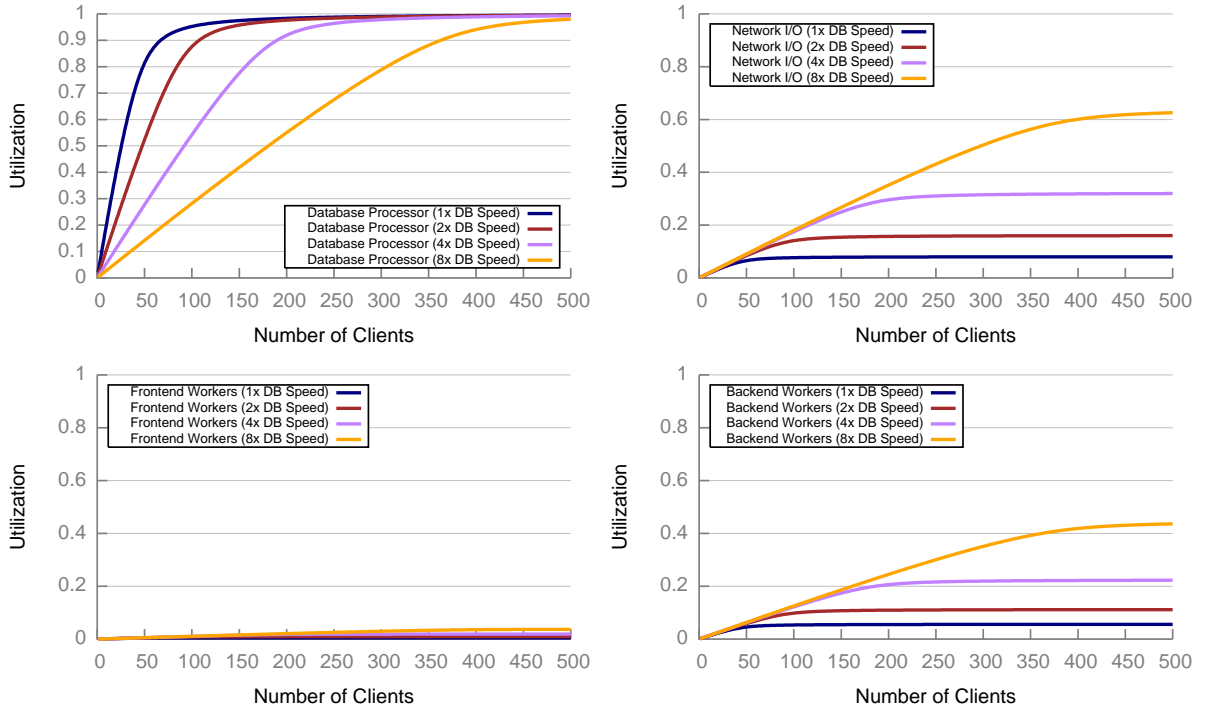 1
0.9
0.8
0.7
0.6
0.5
0.4
0.3
0.2
0.1
0
Utilization
Database Processor (1x DB Speed)
Database Processor (2x DB Speed)
Database Processor (4x DB Speed)
Database Processor (8x DB Speed)
0 50 100 150 200 250 300 350 400 450 500
Number of Clients
1
0.8
0.6
0.4
0.2
0
Utilization
Network I/O (1x DB Speed)
Network I/O (2x DB Speed)
Network I/O (4x DB Speed)
Network I/O (8x DB Speed)
0 50 100 150 200 250 300 350 400 450 500
Number of Clients
1
0.8
0.6
0.4
0.2
0
Utilization
Frontend Workers (1x DB Speed)
Frontend Workers (2x DB Speed)
Frontend Workers (4x DB Speed)
Frontend Workers (8x DB Speed)
0 50 100 150 200 250 300 350 400 450 500
Number of Clients
1
0.8
0.6
0.4
0.2
0
Utilization
Backend Workers (1x DB Speed)
Backend Workers (2x DB Speed)
Backend Workers (4x DB Speed)
Backend Workers (8x DB Speed)
0 50 100 150 200 250 300 350 400 450 500
Number of Clients